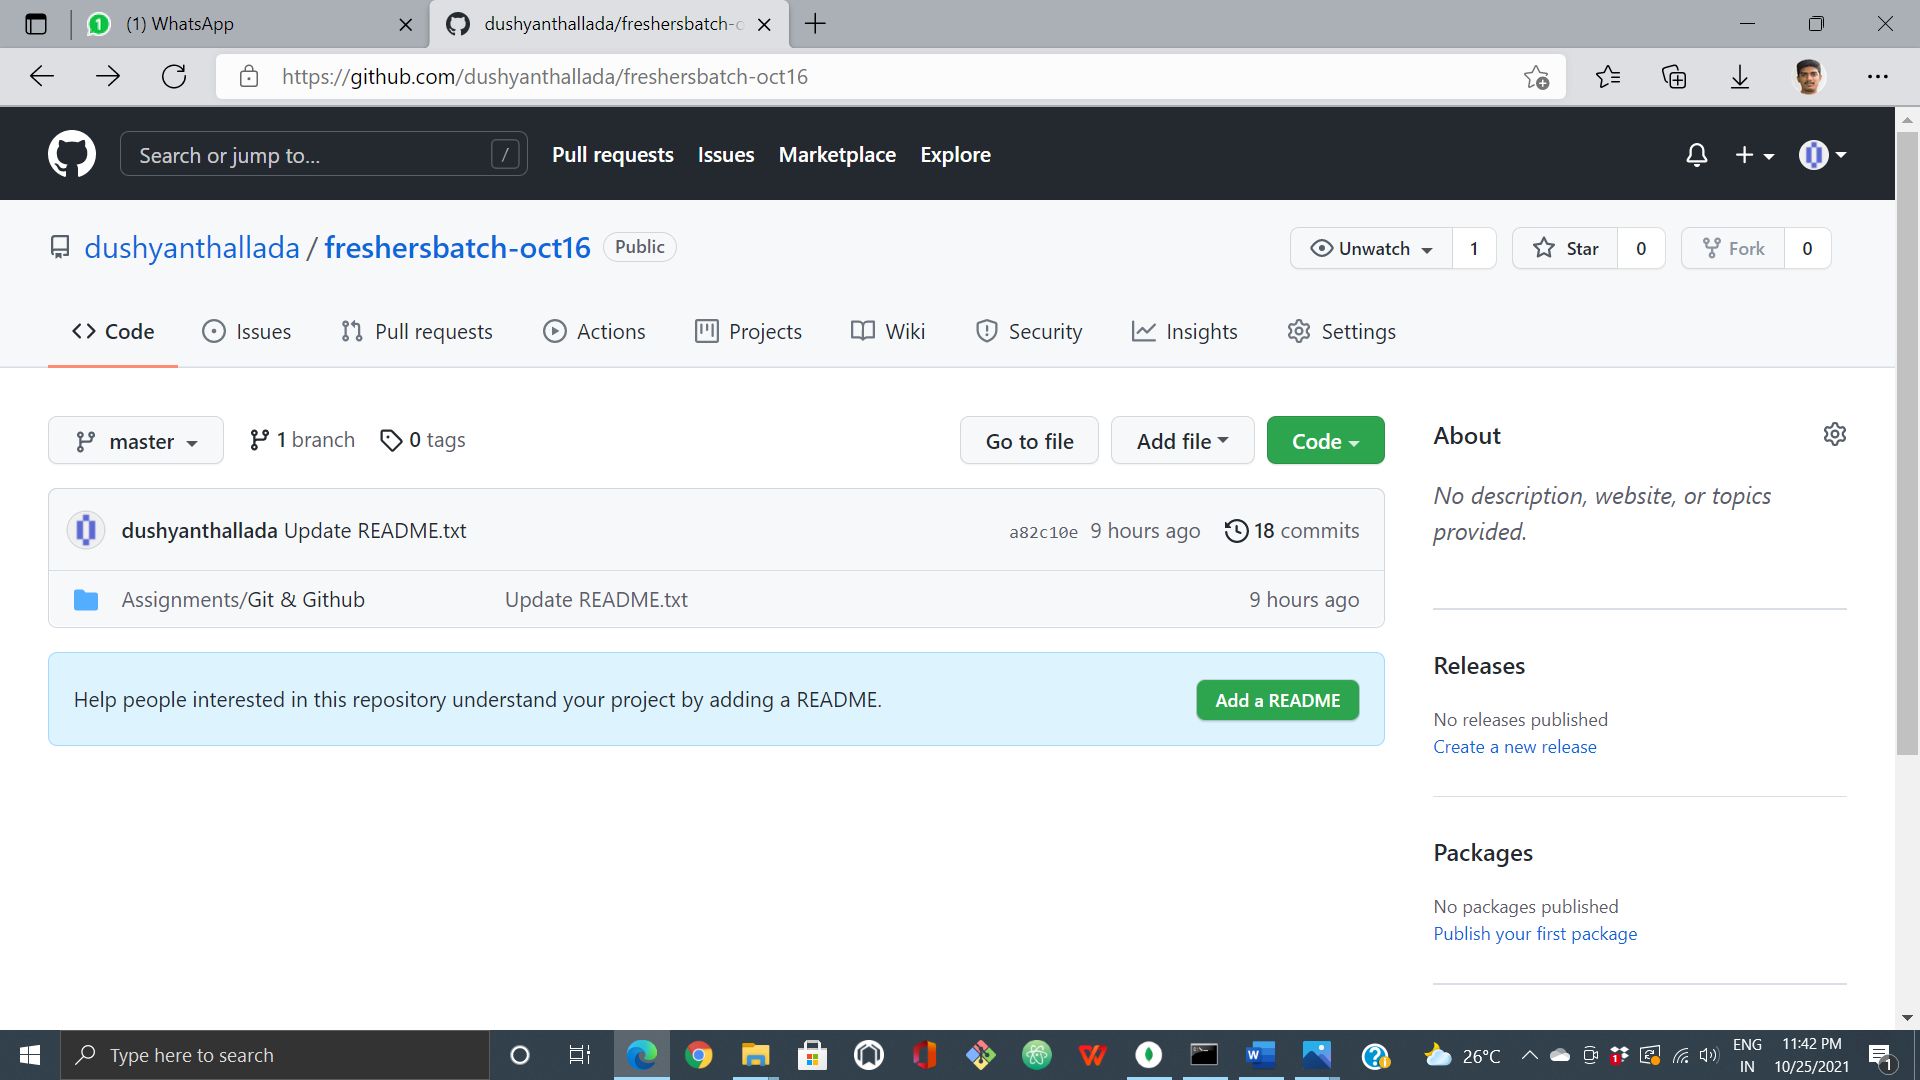 (1) WhatsApp
dushyanthallada/freshersbatch-o
https://github.com/dushyanthallada/freshersbatch-oct16
Search or jump to... /
Pull requests Issues Marketplace Explore
dushyanthallada / freshersbatch-oct16 Public
Unwatch 1 Star 0 Fork 0
Code Issues Pull requests Actions Projects Wiki Security Insights Settings
master 1 branch 0 tags
Go to file Add file Code
dushyanthallada Update README.txt a82c10e 9 hours ago 18 commits
Assignments/Git & Github Update README.txt 9 hours ago
Help people interested in this repository understand your project by adding a README. Add a README
About
No description, website, or topics
provided.
Releases
No releases published
Create a new release
Packages
No packages published
Publish your first package
Type here to search
26°C
ENG
IN
11:42 PM
10/25/2021
1